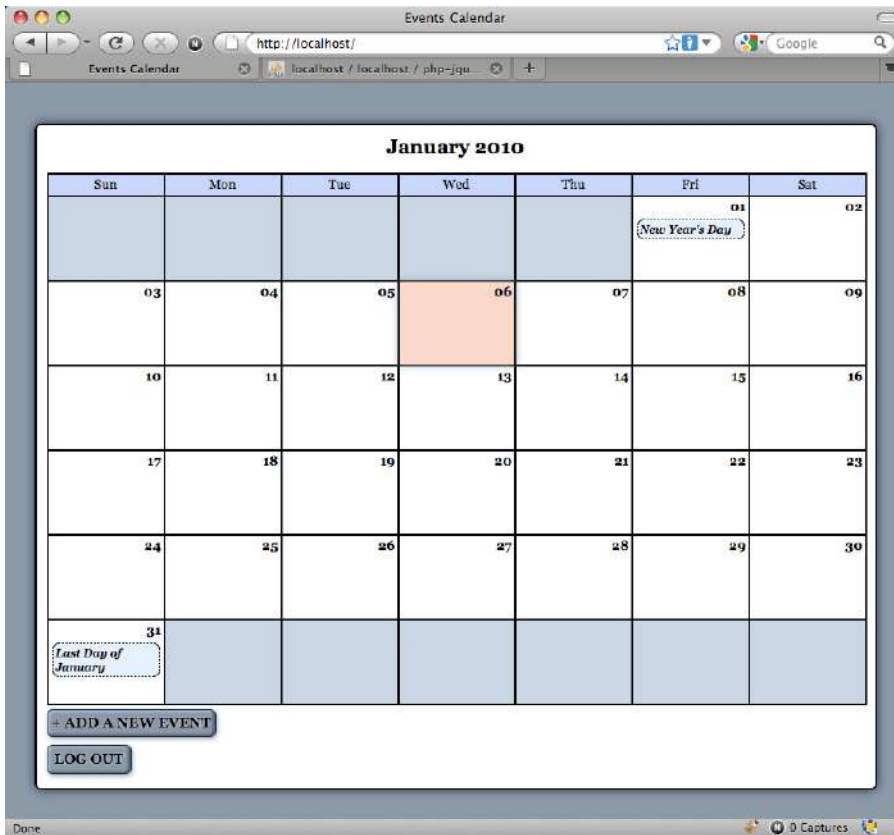 Events Calendar
http://localhost/
Google
Events Calendar
localhost / localhost / php-jqu...
+
January 2010
Sun Mon Tue Wed Thu Fri Sat
01 02
New Year's Day
03 04 05 06 07 08 09
10 11 12 13 14 15 16
17 18 19 20 21 22 23
24 25 26 27 28 29 30
31
Last Day of
January
+ ADD A NEW EVENT
LOG OUT
Done
0 Captures